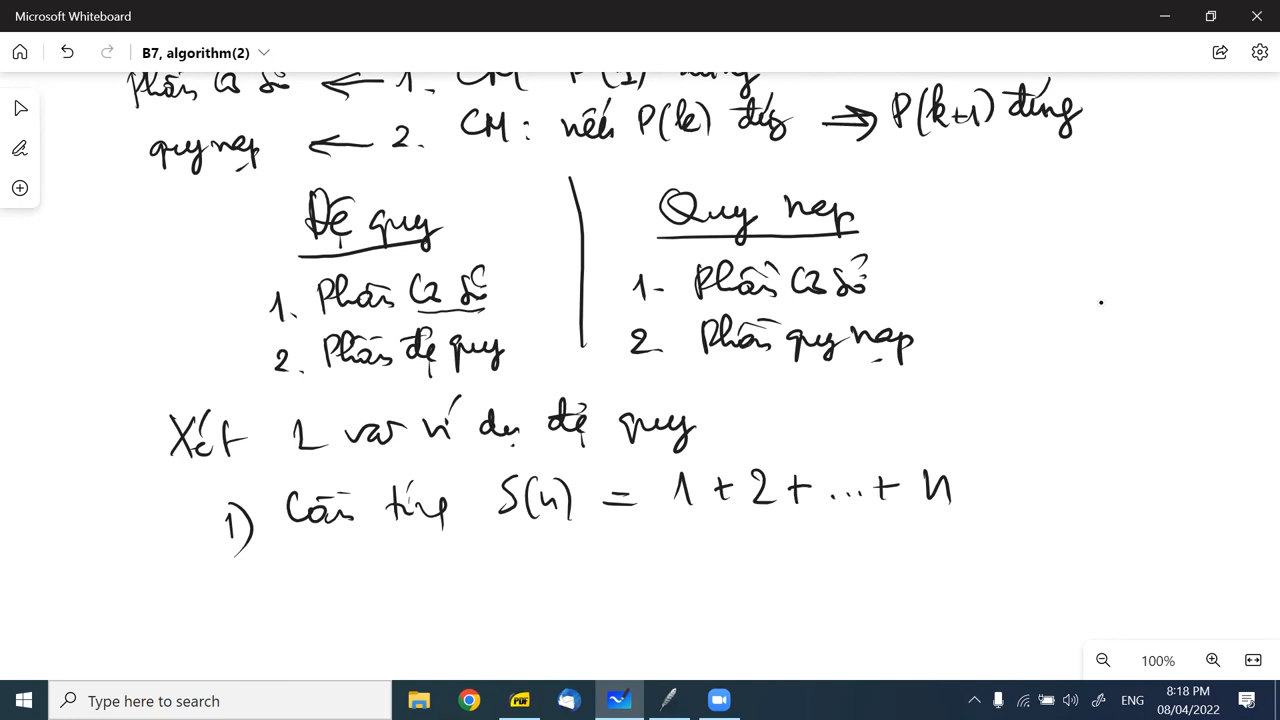 Microsoft Whiteboard
B7, algorithm(2)
Phần cơ sở ← 1. CM P(1) đúng
quy nạp ← 2. CM: nếu P(k) đúng ⇒ P(k+1) đúng
Đệ quy
Quy nạp
1. Phần cơ sở
1. Phần cơ sở
2. Phần đệ quy
2. Phần quy nạp
Xét 1 vài ví dụ đệ quy
1) Cần tính S(n) = 1 + 2 + ... + n
100%
Type here to search
PDF
ENG
8:18 PM
08/04/2022